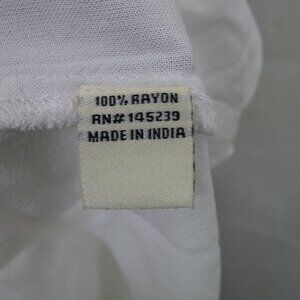 100% RAYON
RN# 145239
MADE IN INDIA